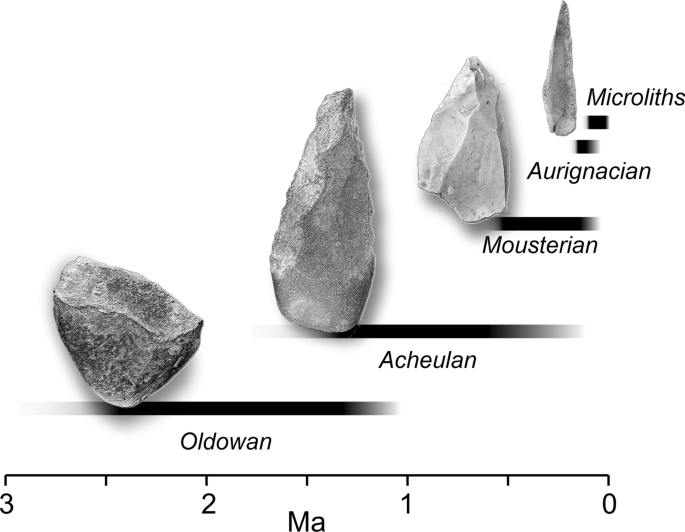 Microliths
Aurignacian
Mousterian
Acheulan
Oldowan
3 2 1 0
Ma